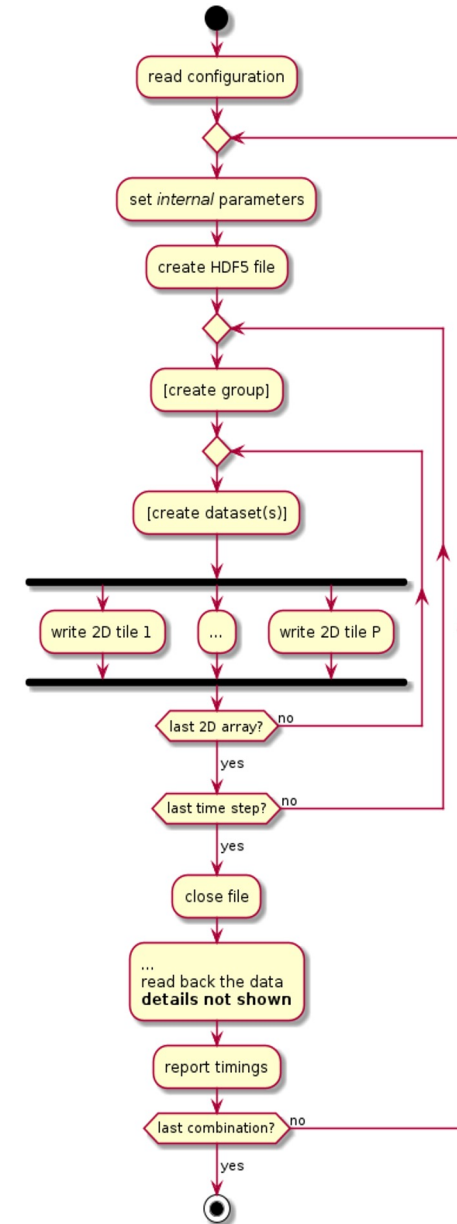 read configuration
set internal parameters
create HDF5 file
[create group]
[create dataset(s)]
write 2D tile 1
...
write 2D tile P
last 2D array?
no
yes
last time step?
no
yes
close file
...
read back the data
details not shown
report timings
last combination?
no
yes